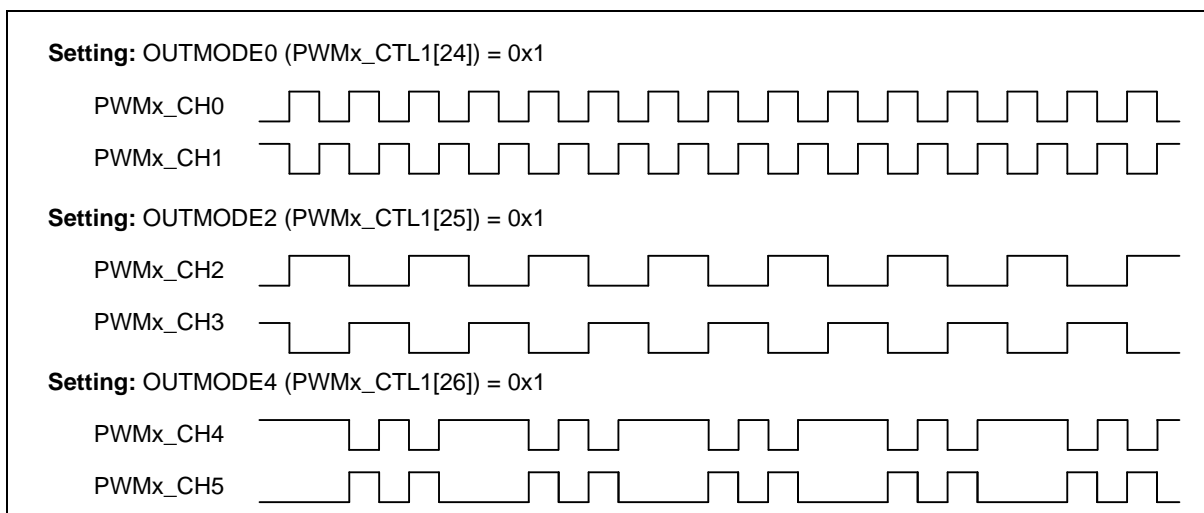 Setting: OUTMODE0 (PWMx_CTL1[24]) = 0x1
PWMx_CH0
PWMx_CH1
Setting: OUTMODE2 (PWMx_CTL1[25]) = 0x1
PWMx_CH2
PWMx_CH3
Setting: OUTMODE4 (PWMx_CTL1[26]) = 0x1
PWMx_CH4
PWMx_CH5